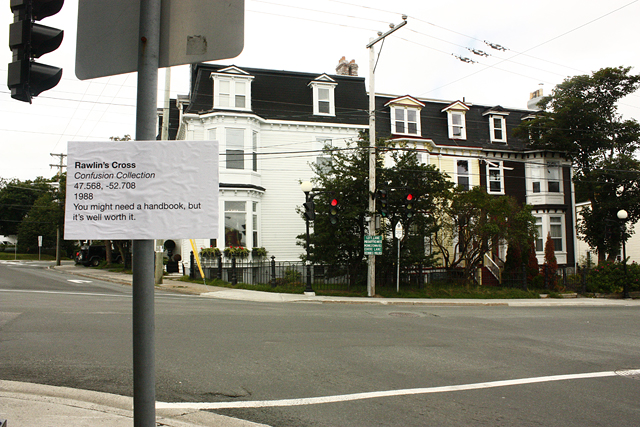 Rawlin's Cross
Confusion Collection
47.568, -52.708
1988
You might need a handbook, but
it's well worth it.